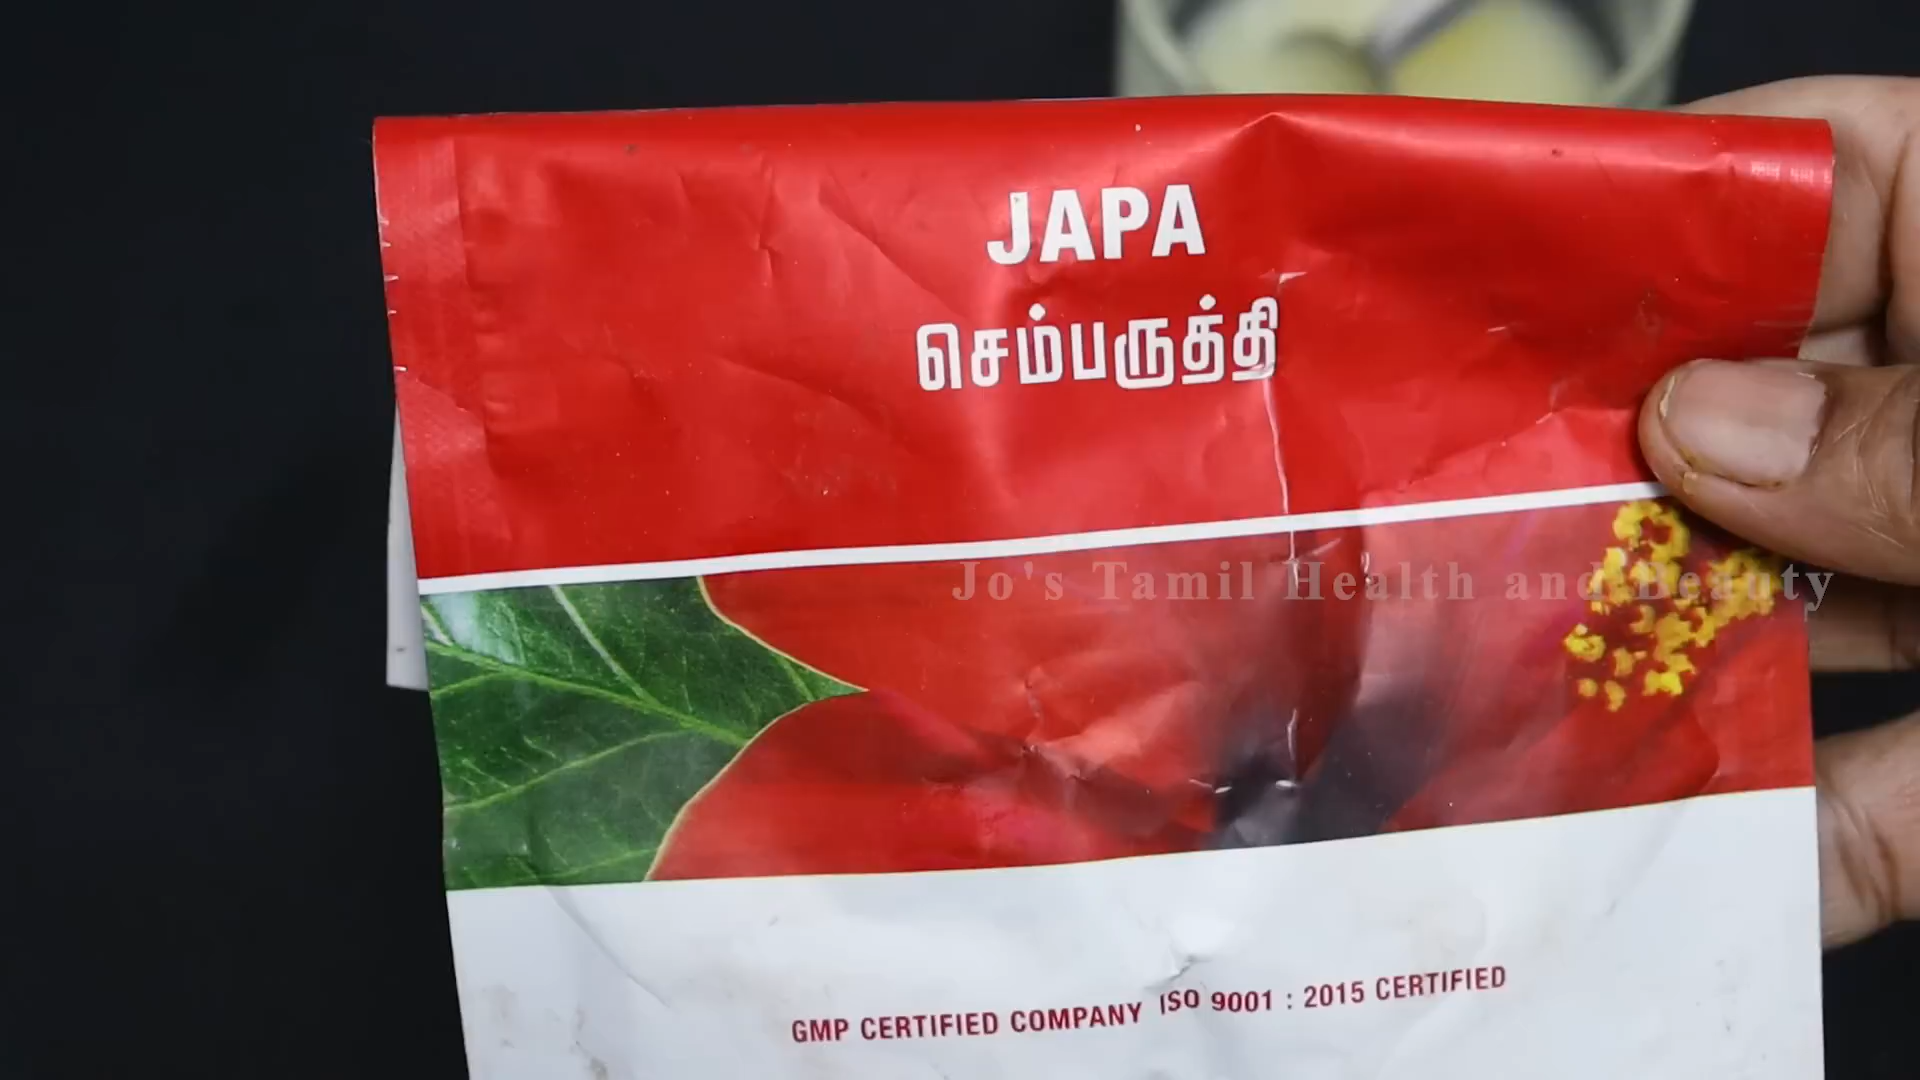 JAPA
செம்பருத்தி
Jo's Tamil Health and Beauty
GMP CERTIFIED COMPANY ISO 9001 : 2015 CERTIFIED